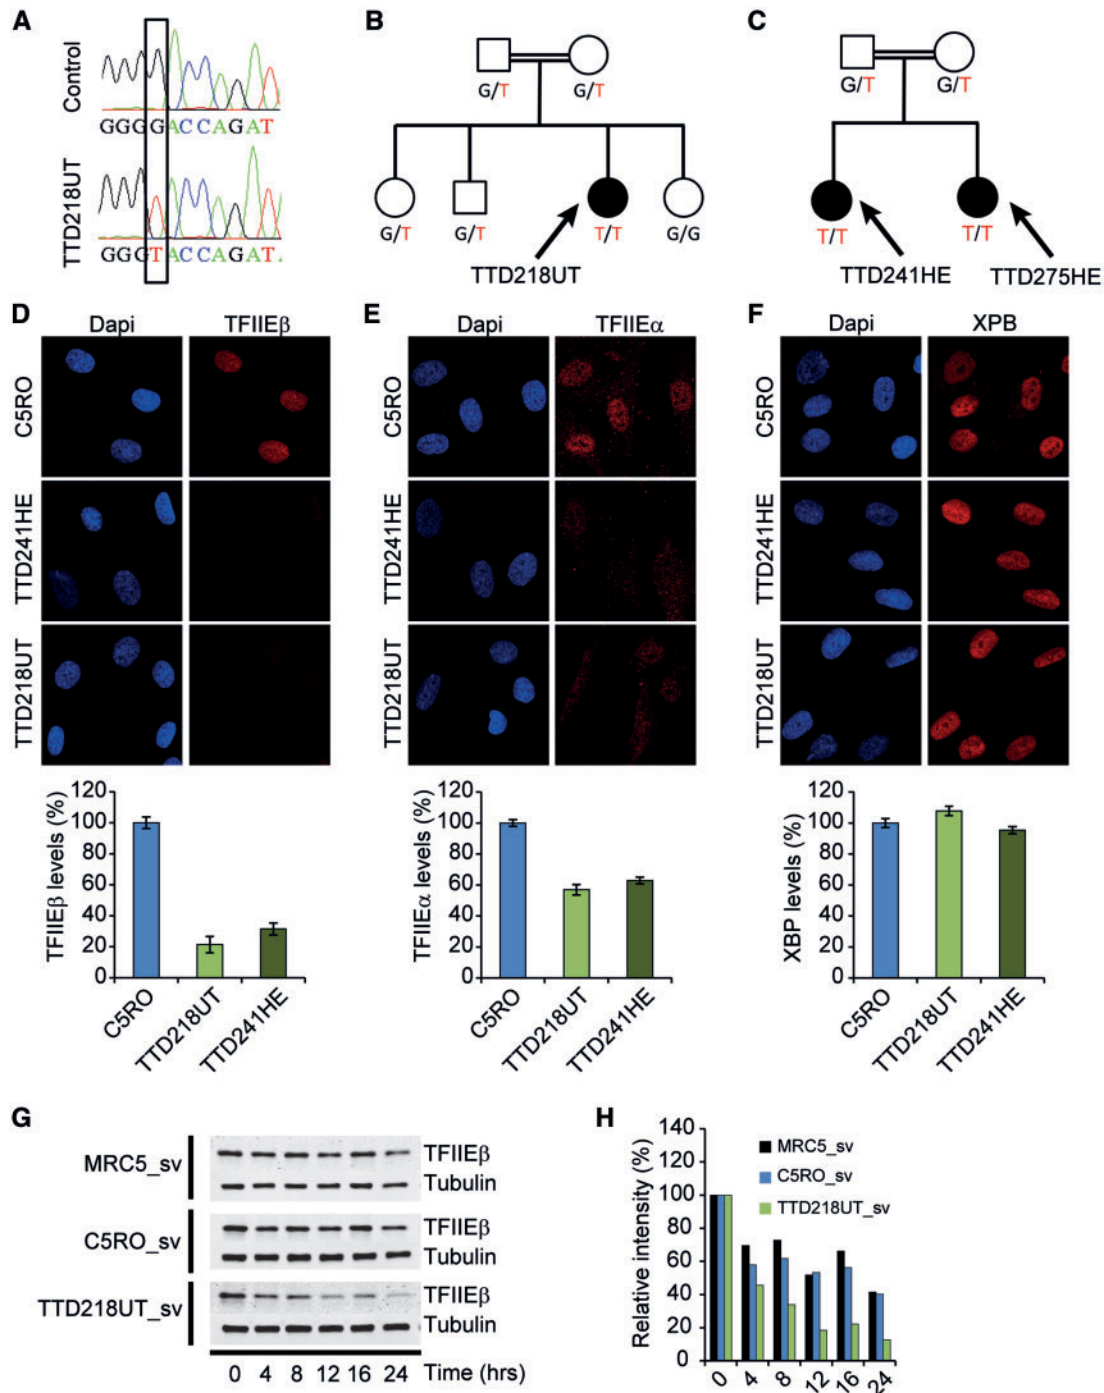 A
Control
GGGGACCAGAT
TTD218UT
GGGTACCAGAT
B
G/T G/T
G/T G/T T/T G/G
TTD218UT
C
G/T G/T
T/T T/T
TTD241HE
TTD275HE
D
Dapi TFIIEβ
C5RO
TTD241HE
TTD218UT
TFIIEβ levels (%)
120
100
80
60
40
20
0
C5RO
TTD218UT
TTD241HE
E
Dapi TFIIEα
C5RO
TTD241HE
TTD218UT
TFIIEα levels (%)
120
100
80
60
40
20
0
C5RO
TTD218UT
TTD241HE
F
Dapi XPB
C5RO
TTD241HE
TTD218UT
XBP levels (%)
120
100
80
60
40
20
0
C5RO
TTD218UT
TTD241HE
G
MRC5_sv
TFIIEβ
Tubulin
C5RO_sv
TFIIEβ
Tubulin
TTD218UT_sv
TFIIEβ
Tubulin
0 4 8 12 16 24 Time (hrs)
H
Relative intensity (%)
140
120
100
80
60
40
20
0
MRC5_sv
C5RO_sv
TTD218UT_sv
0 4 8 12 16 24